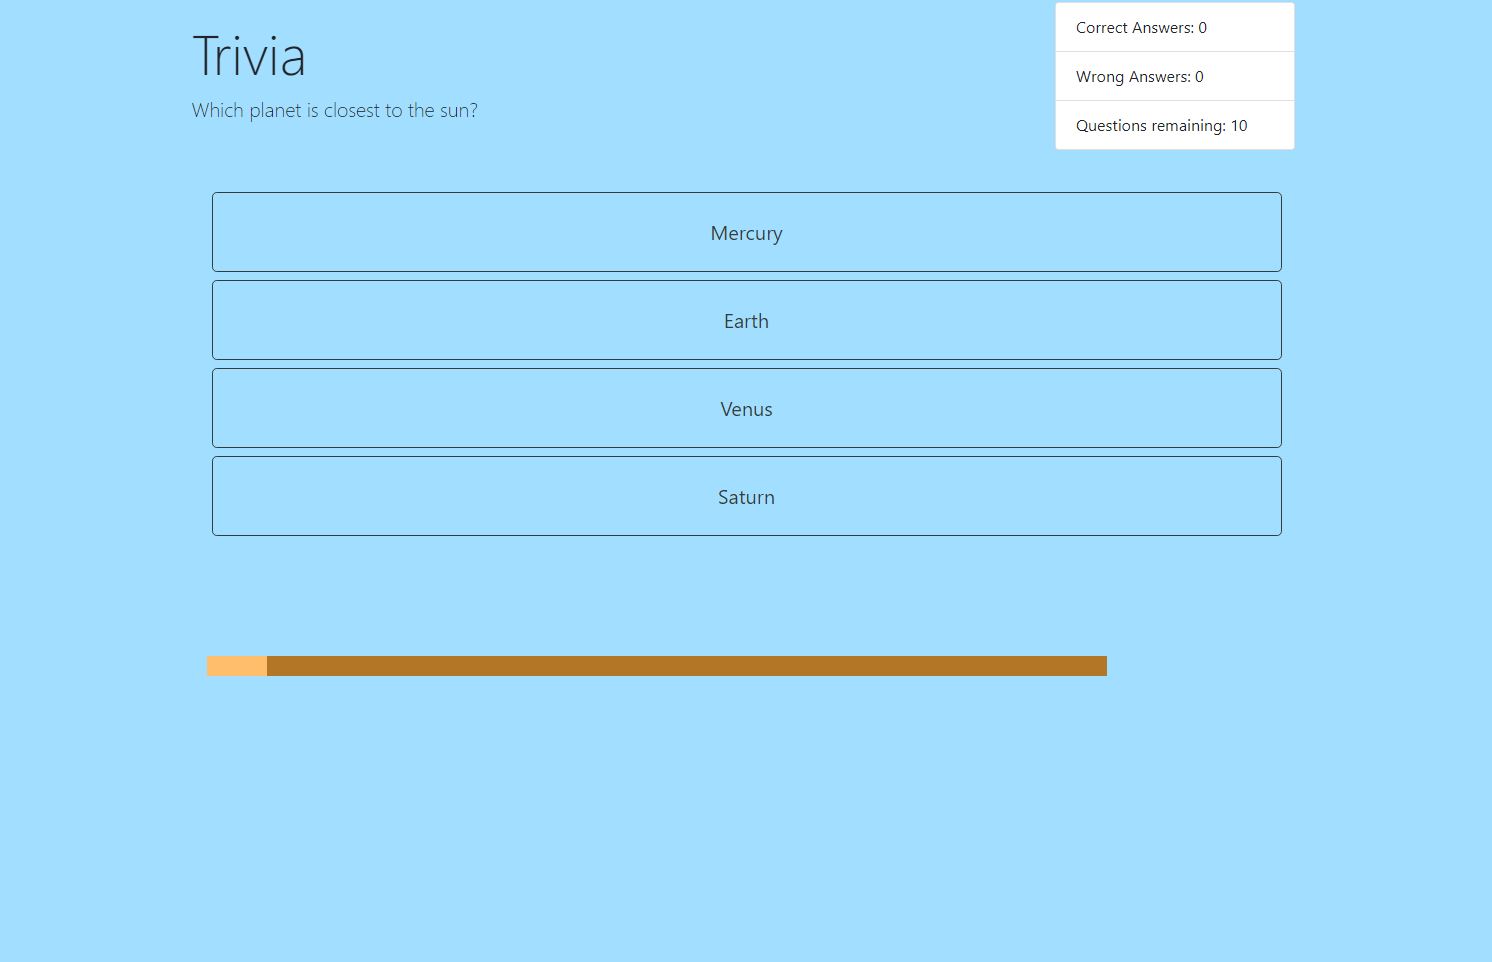 Trivia
Which planet is closest to the sun?
Correct Answers: 0
Wrong Answers: 0
Questions remaining: 10
Mercury
Earth
Venus
Saturn